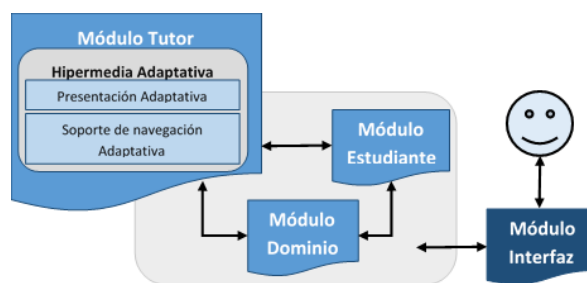 Módulo Tutor
Hipermedia Adaptativa
Presentación Adaptativa
Soporte de navegación
Adaptativa
Módulo
Estudiante
Módulo
Dominio
Módulo
Interfaz